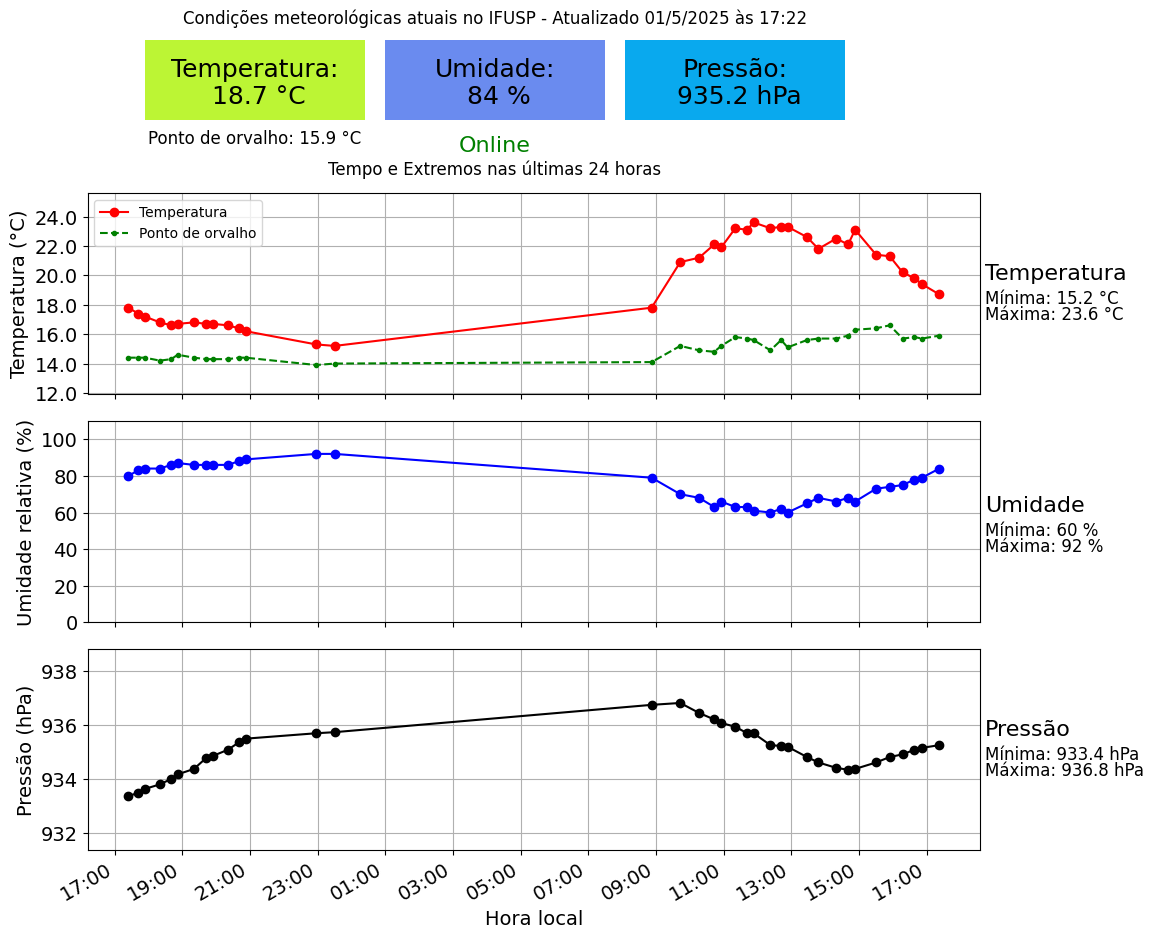 Condições meteorológicas atuais no IFUSP - Atualizado 01/5/2025 às 17:22
Temperatura:
18.7 °C
Umidade:
84 %
Pressão:
935.2 hPa
Ponto de orvalho: 15.9 °C
Online
Tempo e Extremos nas últimas 24 horas
Temperatura (°C)
24.0
22.0
20.0
18.0
16.0
14.0
12.0
Temperatura
Ponto de orvalho
Temperatura
Mínima: 15.2 °C
Máxima: 23.6 °C
Umidade relativa (%)
100
80
60
40
20
0
Umidade
Mínima: 60 %
Máxima: 92 %
Pressão (hPa)
938
936
934
932
Pressão
Mínima: 933.4 hPa
Máxima: 936.8 hPa
17:00 19:00 21:00 23:00 01:00 03:00 05:00 07:00 09:00 11:00 13:00 15:00 17:00
Hora local